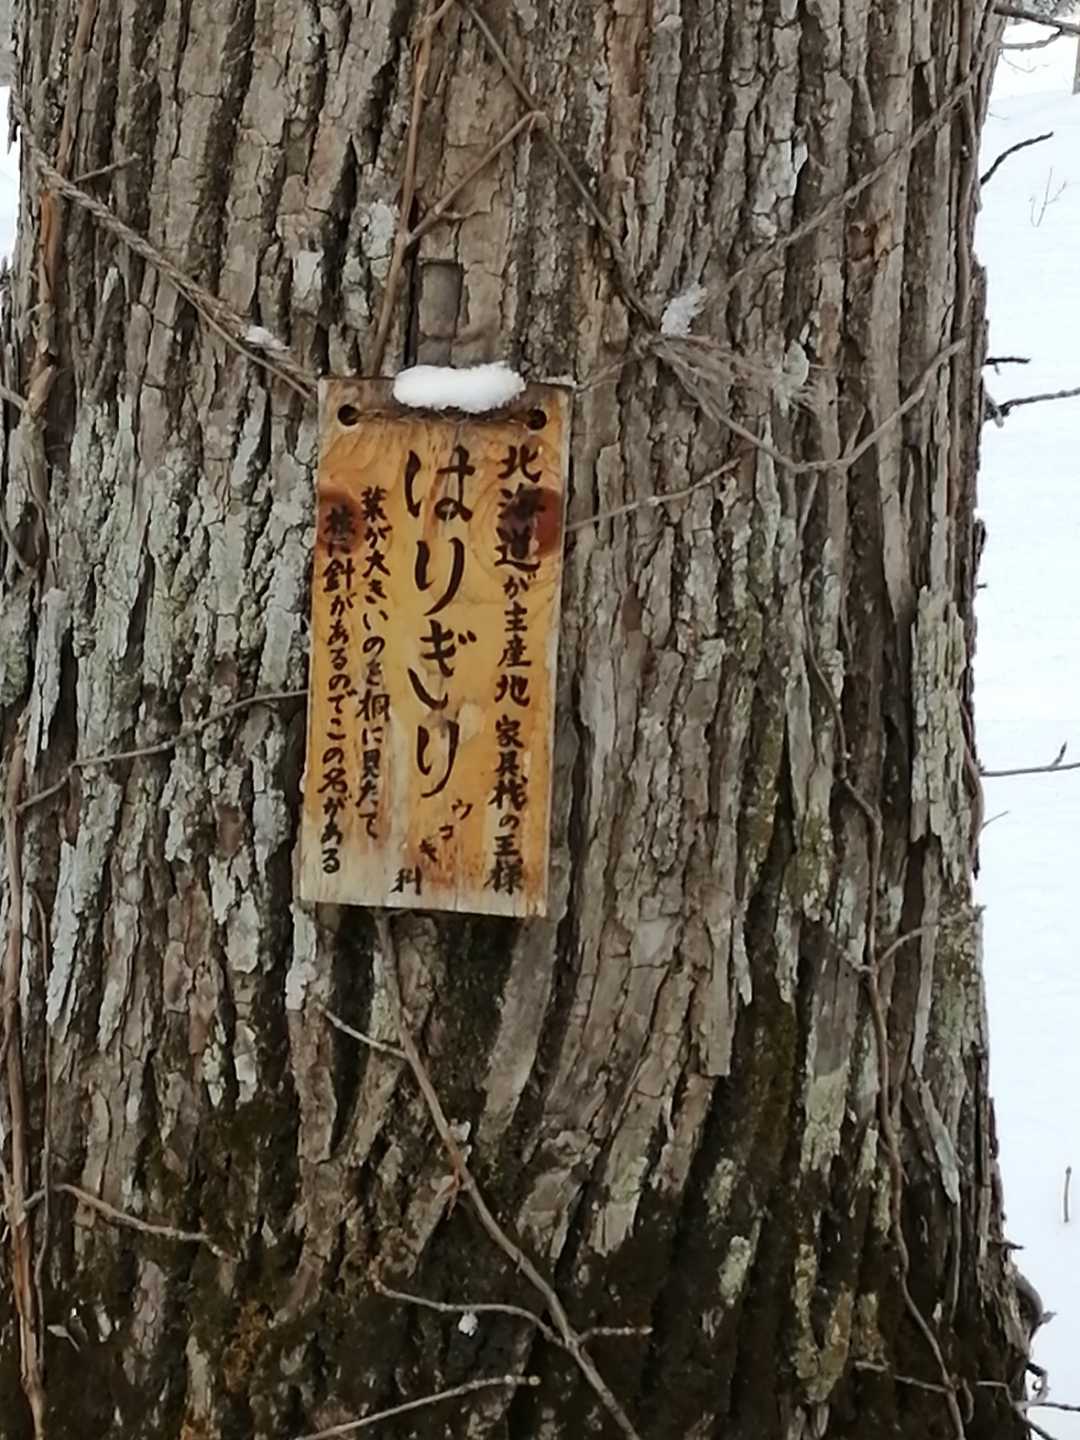 北海道が主産地 家具材の王様
はりぎり ウコギ科
葉が大きいのを桐に見たて
枝に針があるのでこの名がある